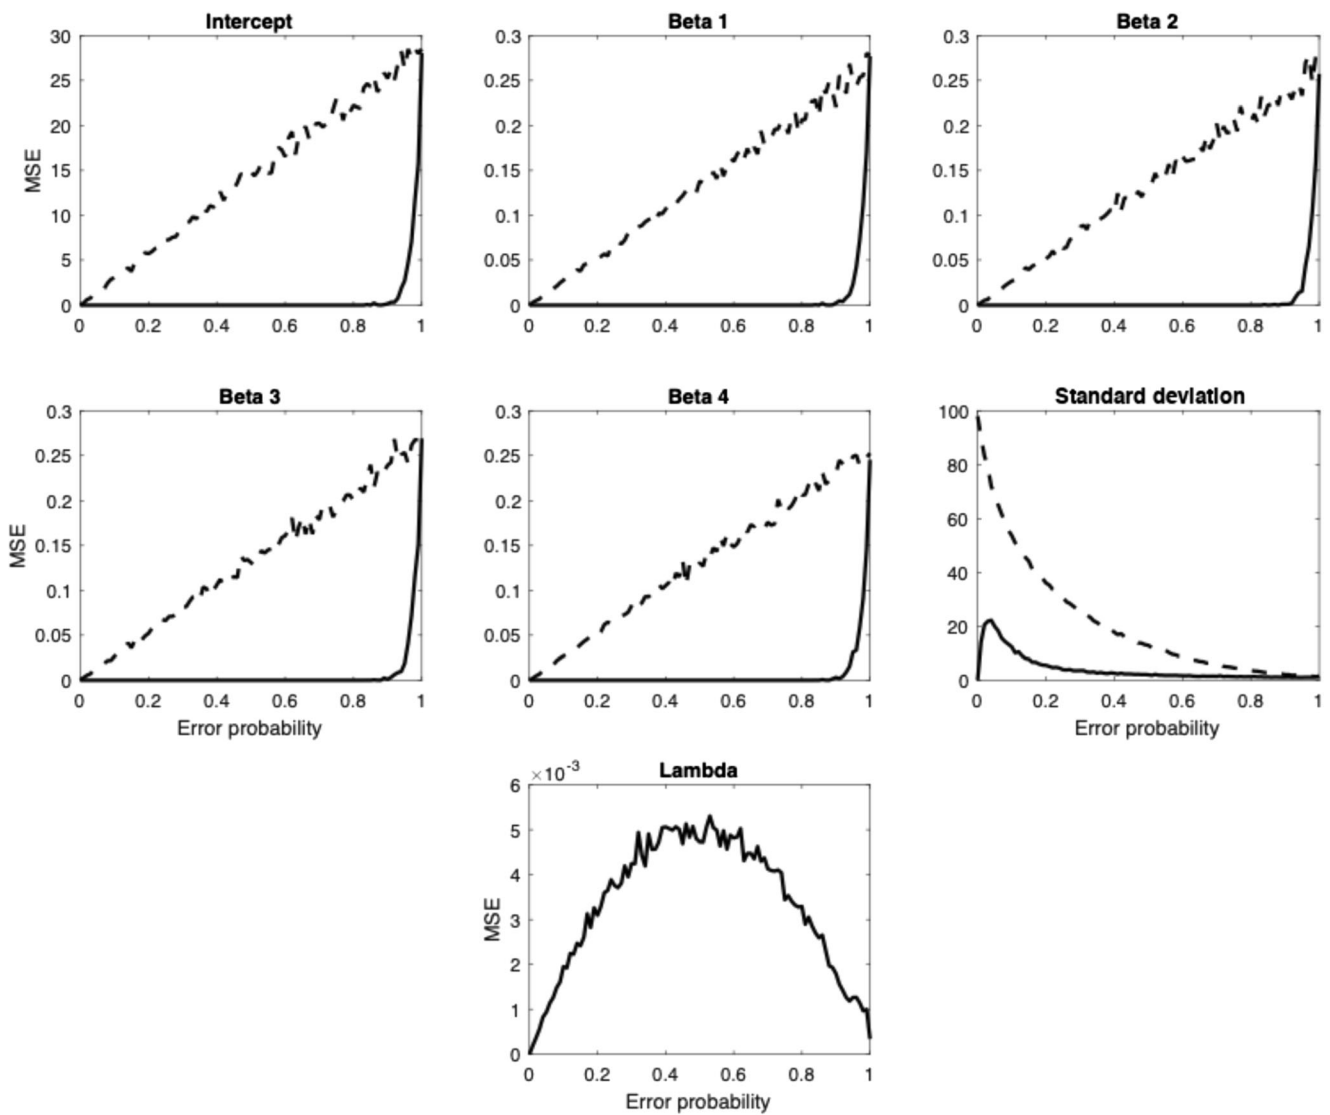 Intercept
30
25
20
15
10
5
0
MSE
0 0.2 0.4 0.6 0.8 1
Beta 1
0.3
0.25
0.2
0.15
0.1
0.05
0
0 0.2 0.4 0.6 0.8 1
Beta 2
0.3
0.25
0.2
0.15
0.1
0.05
0
0 0.2 0.4 0.6 0.8 1
Beta 3
0.3
0.25
0.2
0.15
0.1
0.05
0
MSE
0 0.2 0.4 0.6 0.8 1
Error probability
Beta 4
0.3
0.25
0.2
0.15
0.1
0.05
0
0 0.2 0.4 0.6 0.8 1
Error probability
Standard deviation
100
80
60
40
20
0
0 0.2 0.4 0.6 0.8 1
Error probability
Lambda
×10⁻³
6
5
4
3
2
1
0
MSE
0 0.2 0.4 0.6 0.8 1
Error probability